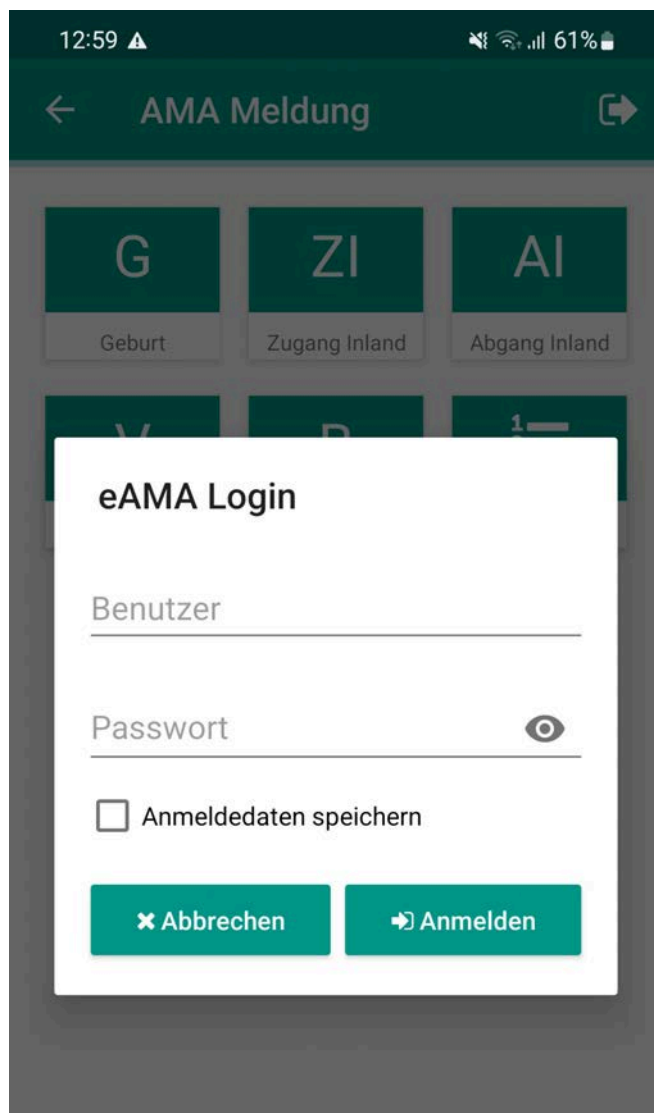 12:59 61%
AMA Meldung
G ZI AI
Geburt Zugang Inland Abgang Inland
eAMA Login
Benutzer
Passwort
Anmeldedaten speichern
Abbrechen Anmelden